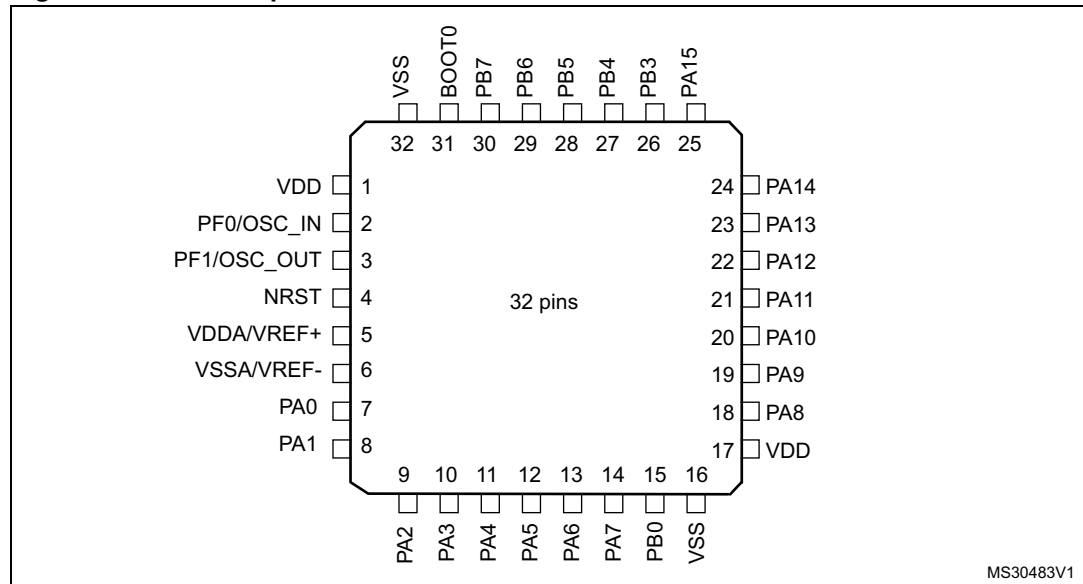 VSS
BOOT0
PB7
PB6
PB5
PB4
PB3
PA15
32 31 30 29 28 27 26 25
VDD 1
PF0/OSC_IN 2
PF1/OSC_OUT 3
NRST 4
VDDA/VREF+ 5
VSSA/VREF- 6
PA0 7
PA1 8
32 pins
24 PA14
23 PA13
22 PA12
21 PA11
20 PA10
19 PA9
18 PA8
17 VDD
9 10 11 12 13 14 15 16
PA2
PA3
PA4
PA5
PA6
PA7
PB0
VSS
MS30483V1